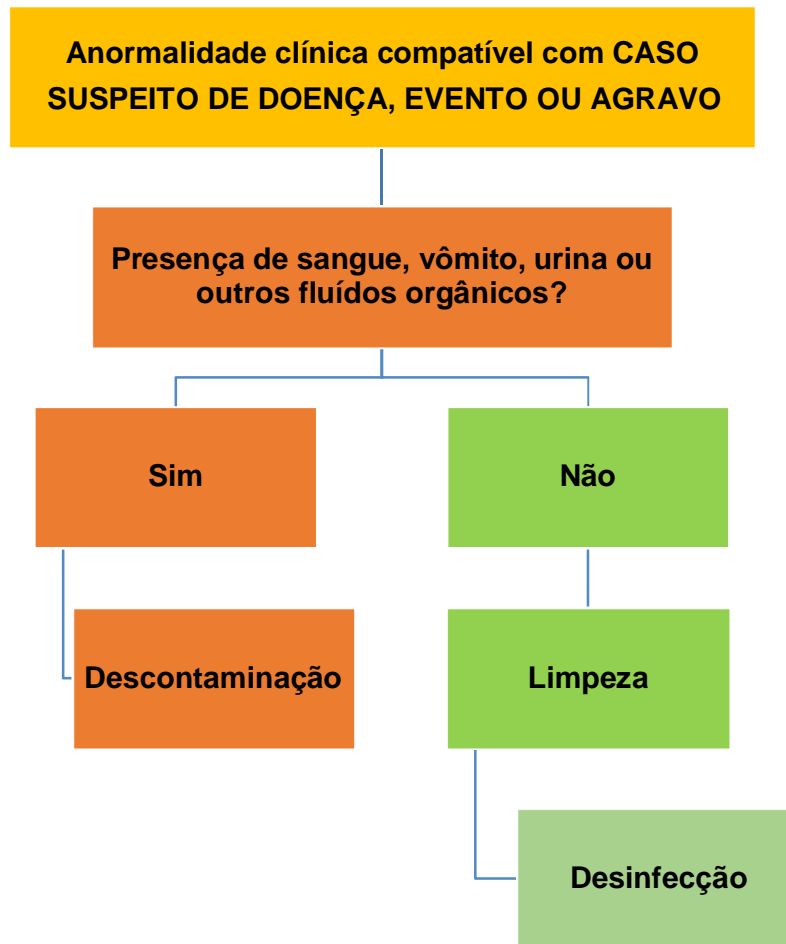 Anormalidade clínica compatível com CASO
SUSPEITO DE DOENÇA, EVENTO OU AGRAVO
Presença de sangue, vômito, urina ou
outros fluídos orgânicos?
Sim
Não
Descontaminação
Limpeza
Desinfecção